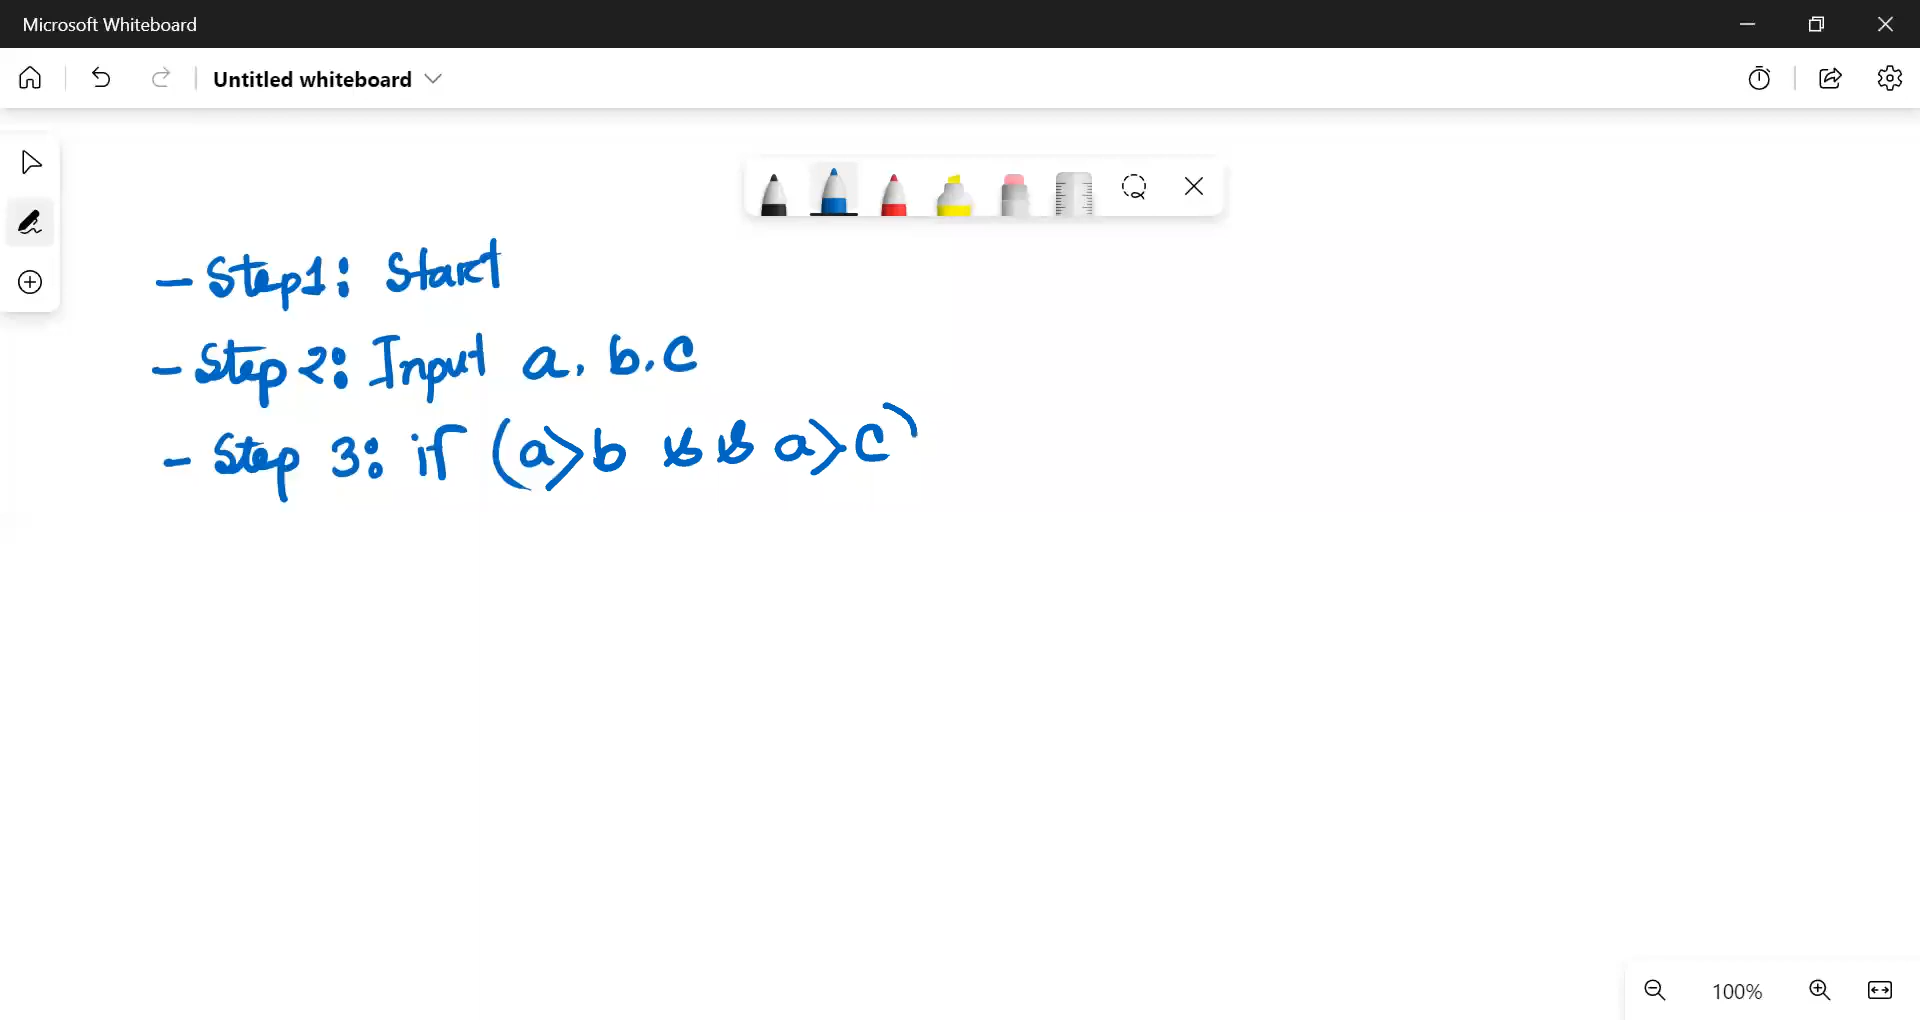 Microsoft Whiteboard
Untitled whiteboard
- Step1: Start
- Step 2: Input a, b, c
- Step 3: if (a>b && a>c)
100%